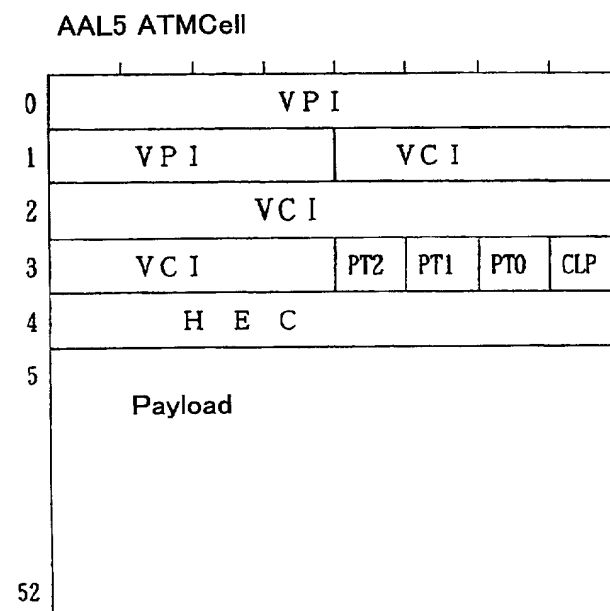 AAL5 ATMCell
0 VPI
1 VPI VCI
2 VCI
3 VCI PT2 PT1 PT0 CLP
4 HEC
5
Payload
52